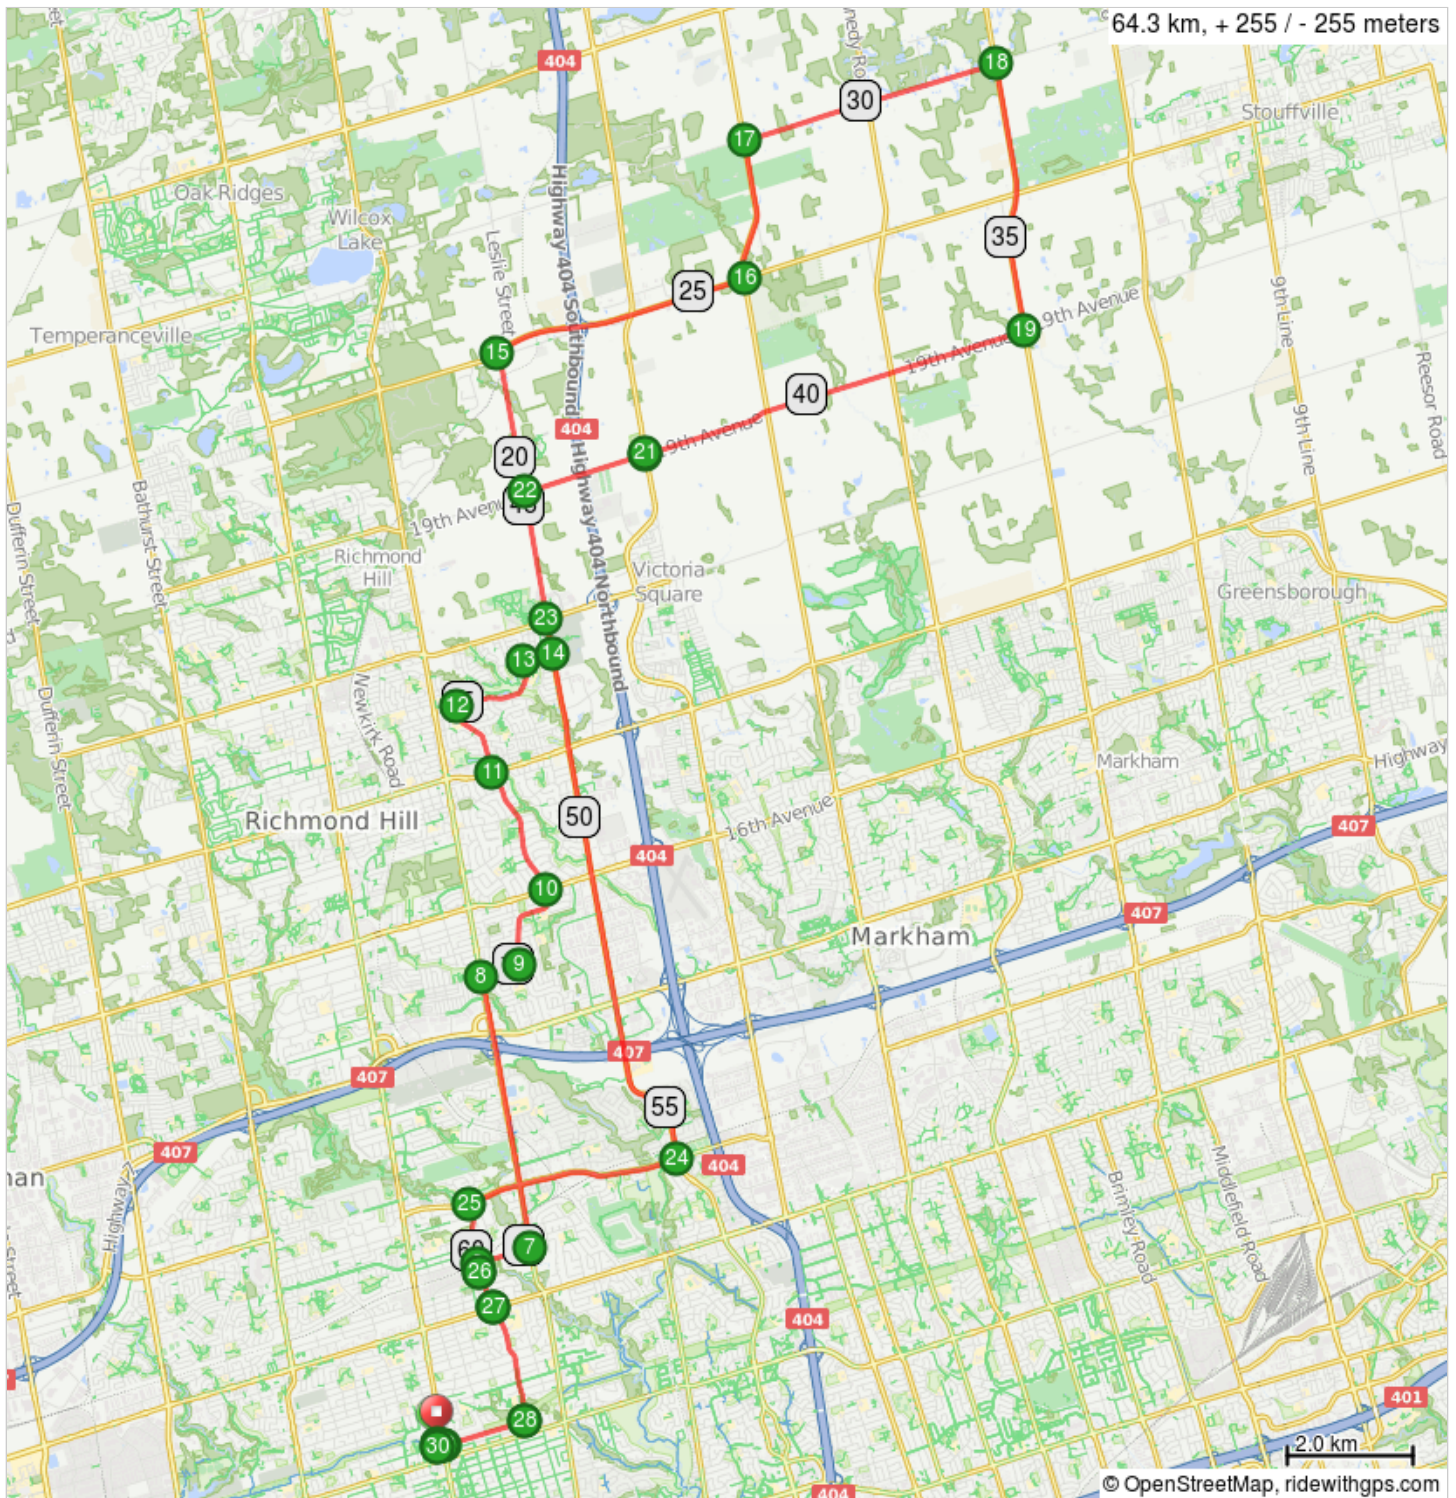 64.3 km, + 255 / - 255 meters
404
18
30
Stouffville
17
Oak Ridges
Wilcox
Lake
Highway 404 Southbound
Leslie Street
35
16
25
9th Line
19
9th Avenue
Temperanceville
15
19th Avenue
Reesor Road
40
404
9th Line
20
21
9th Avenue
22
19th Avenue
Highway 404 Northbound
Bathurst Street
Dufferin Street
Richmond
Hill
Victoria
Square
Greensborough
23
13
14
12
Newkirk Road
Dufferin Street
11
Markham
Highway
50
Richmond Hill
16th Avenue
407
404
10
407
Markham
8
9
407
407
55
407
24
404
Middlefield Road
Brimley Road
Highway
25
7
26
27
404
28
30
401
2.0 km
404
© OpenStreetMap, ridewithgps.com